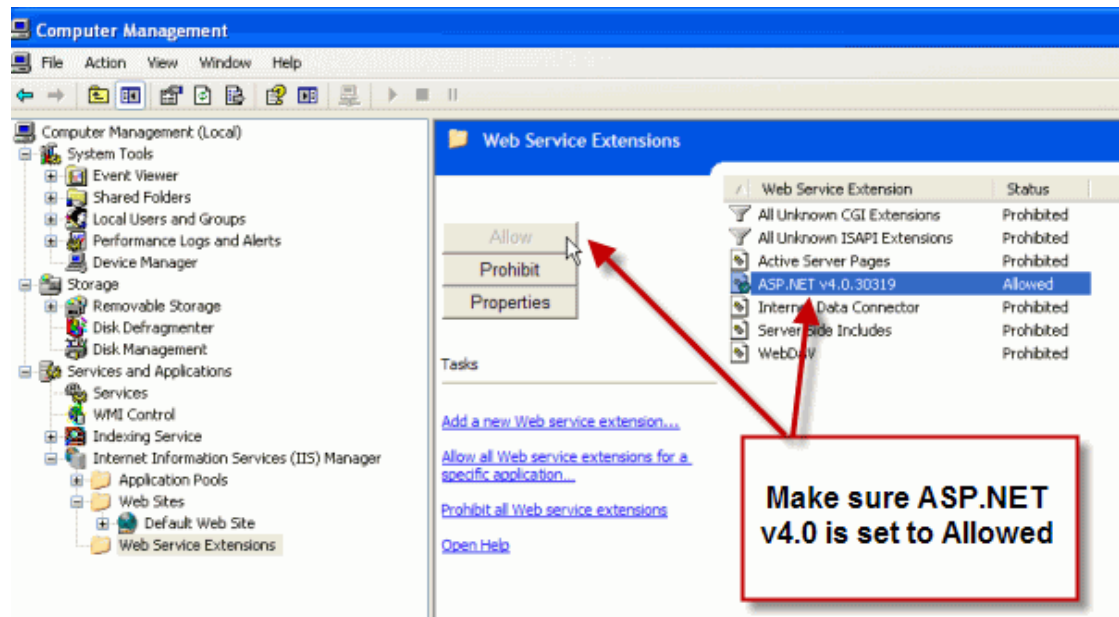 Computer Management
File Action View Window Help
Computer Management (Local)
System Tools
Event Viewer
Shared Folders
Local Users and Groups
Performance Logs and Alerts
Device Manager
Storage
Removable Storage
Disk Defragmenter
Disk Management
Services and Applications
Services
WMI Control
Indexing Service
Internet Information Services (IIS) Manager
Application Pools
Web Sites
Default Web Site
Web Service Extensions
Web Service Extensions
Allow
Prohibit
Properties
Tasks
Add a new Web service extension...
Allow all Web service extensions for a
specific application...
Prohibit all Web service extensions
Open Help
Web Service Extension Status
All Unknown CGI Extensions Prohibited
All Unknown ISAPI Extensions Prohibited
Active Server Pages Prohibited
ASP.NET v4.0.30319 Allowed
Internet Data Connector Prohibited
Server Side Includes Prohibited
WebDAV Prohibited
Make sure ASP.NET
v4.0 is set to Allowed